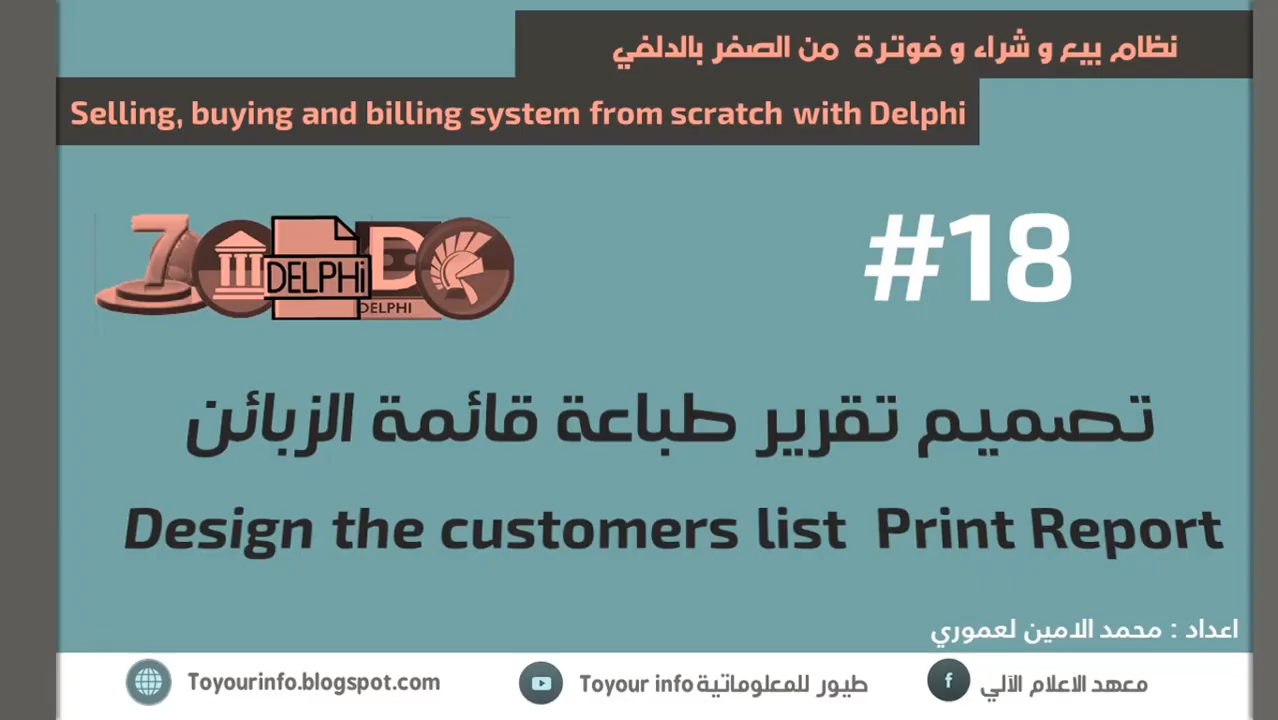 نظام بيع و شراء و فوترة من الصفر بالدلفي
Selling, buying and billing system from scratch with Delphi
7
DELPHi
D
DELPHI
#18
تصميم تقرير طباعة قائمة الزبائن
Design the customers list Print Report
اعداد : محمد الامين لعموري
Toyourinfo.blogspot.com
Toyour info طيور للمعلوماتية
معهد الاعلام الآلي